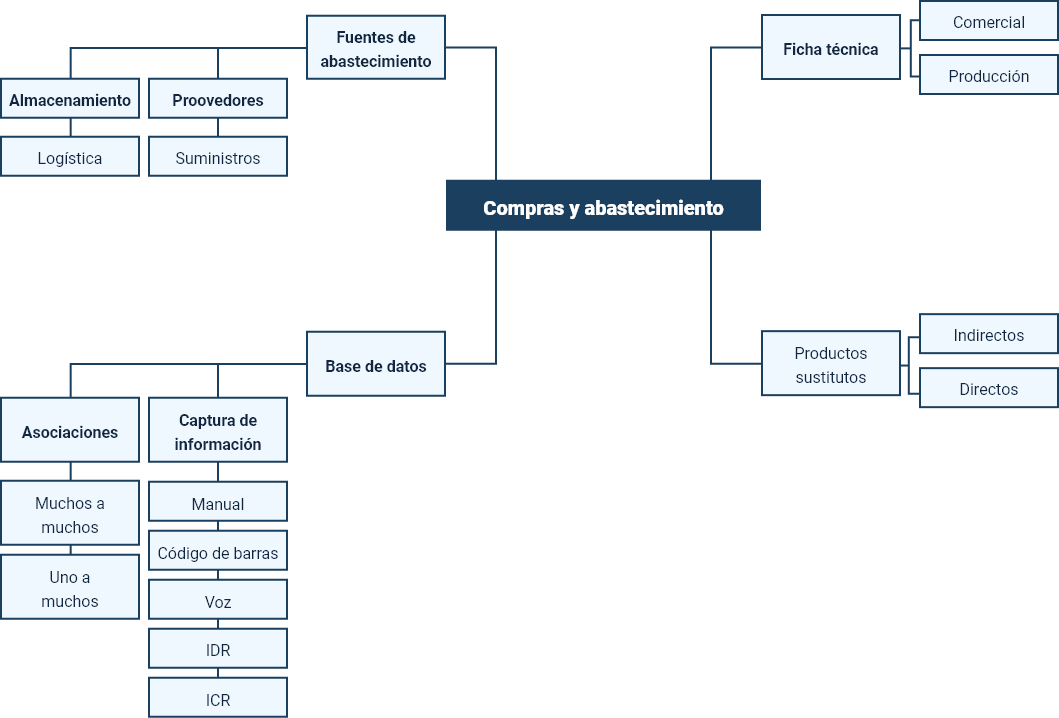 Fuentes de
abastecimiento
Almacenamiento
Proovedores
Logística
Suministros
Ficha técnica
Comercial
Producción
Compras y abastecimiento
Base de datos
Asociaciones
Captura de
información
Muchos a
muchos
Uno a
muchos
Manual
Código de barras
Voz
IDR
ICR
Productos
sustitutos
Indirectos
Directos